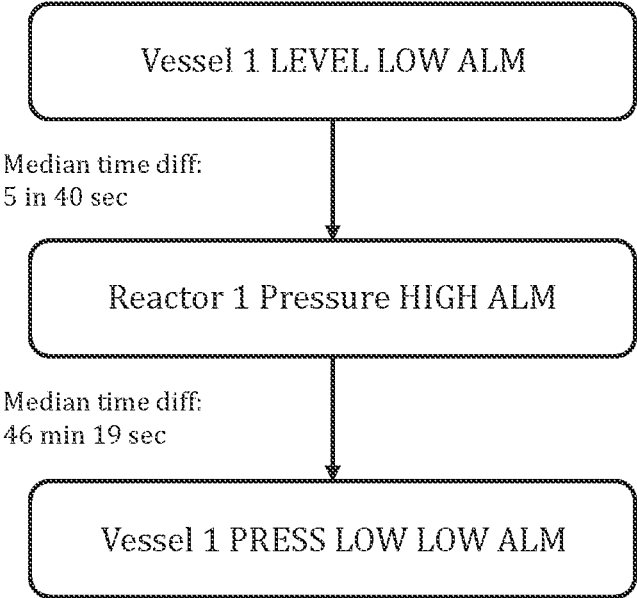 Vessel 1 LEVEL LOW ALM
Median time diff:
5 in 40 sec
Reactor 1 Pressure HIGH ALM
Median time diff:
46 min 19 sec
Vessel 1 PRESS LOW LOW ALM